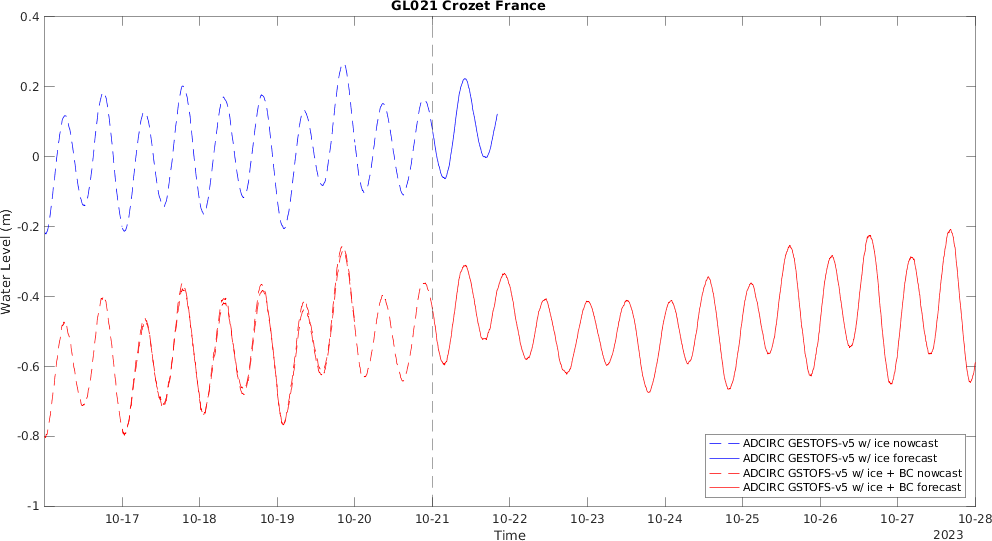 GL021 Crozet France
0.4
0.2
0
-0.2
-0.4
-0.6
-0.8
-1
Water Level (m)
ADCIRC GESTOFS-v5 w/ ice nowcast
ADCIRC GESTOFS-v5 w/ ice forecast
ADCIRC GSTOFS-v5 w/ ice + BC nowcast
ADCIRC GSTOFS-v5 w/ ice + BC forecast
10-17 10-18 10-19 10-20 10-21 10-22 10-23 10-24 10-25 10-26 10-27 10-28
Time
2023